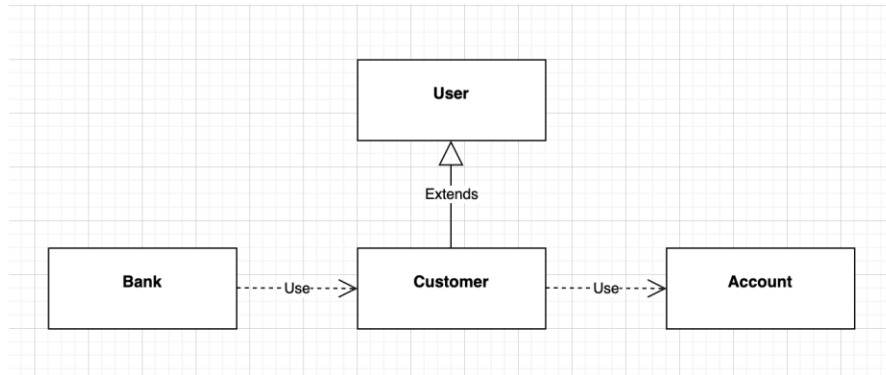 User
Extends
Bank
Use
Customer
Use
Account